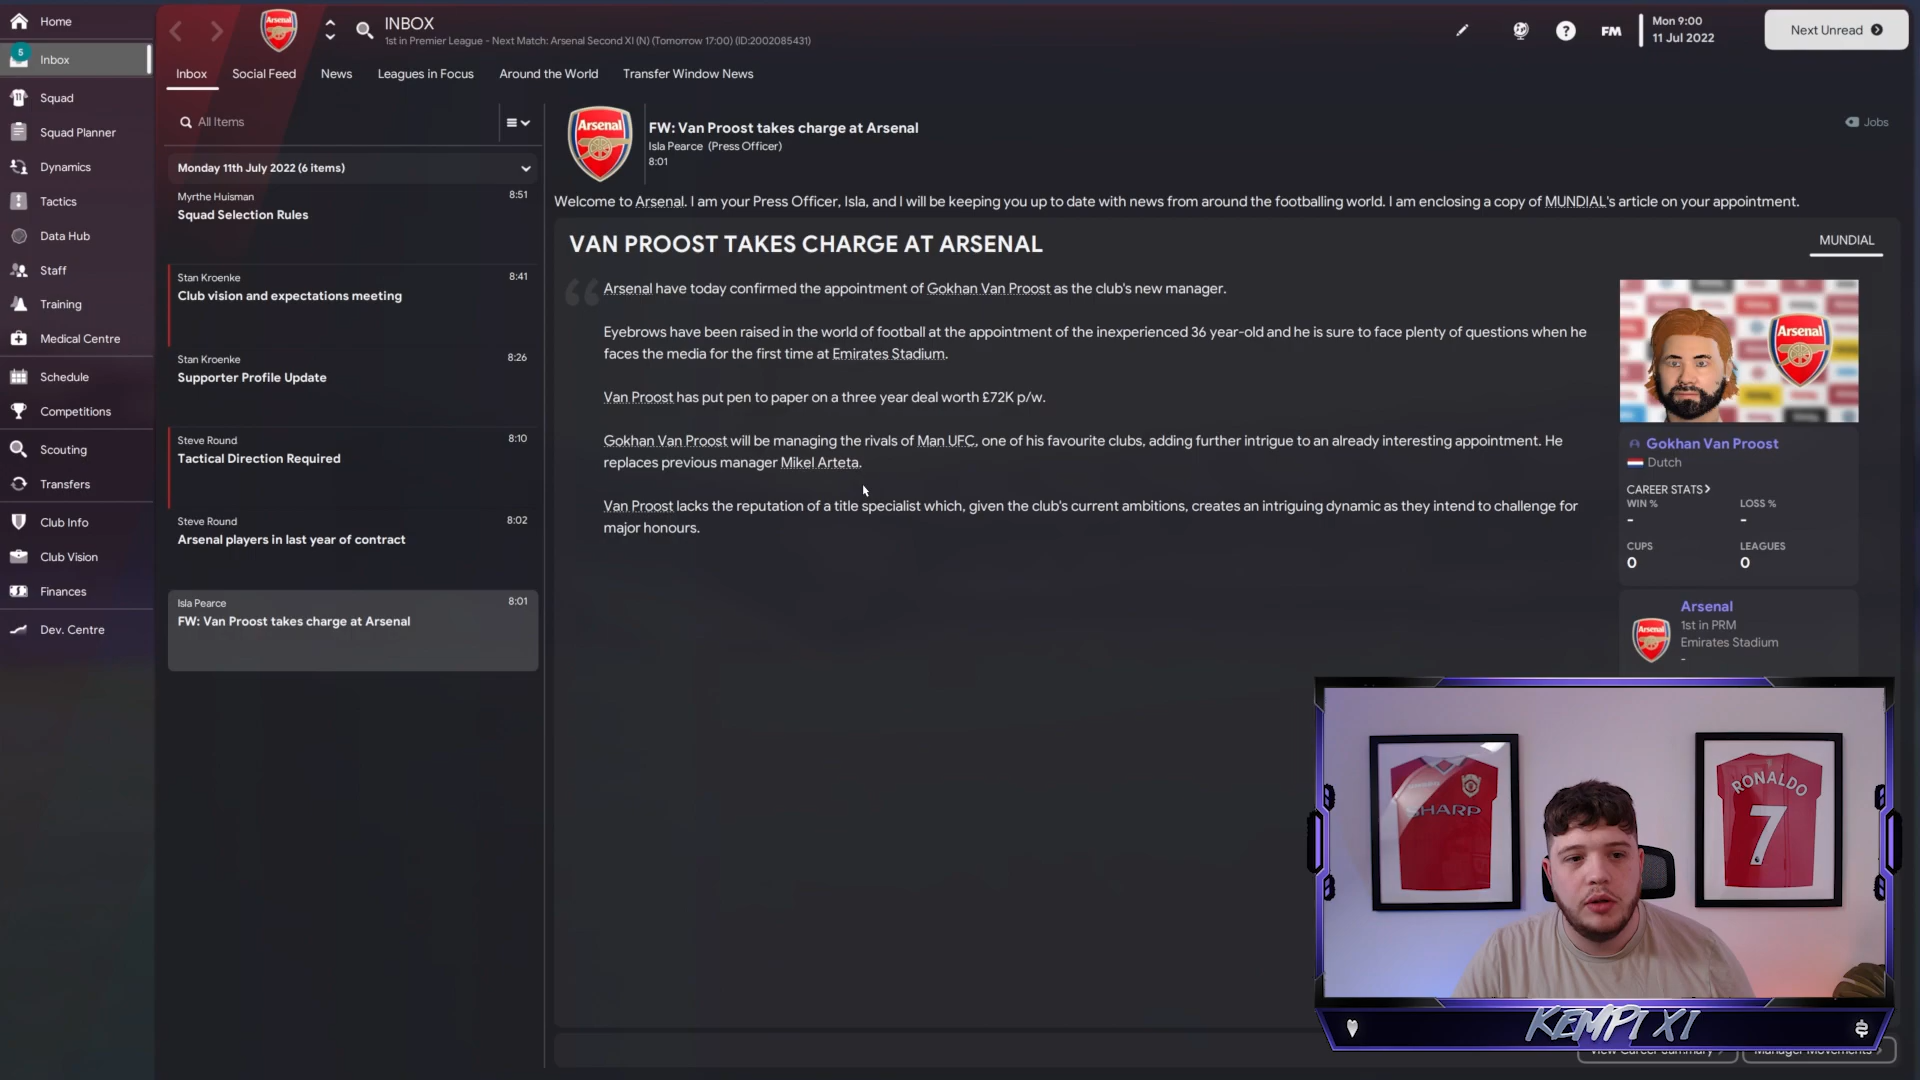 Home
5
Inbox
Squad
Squad Planner
Dynamics
Tactics
Data Hub
Staff
Training
Medical Centre
Schedule
Competitions
Scouting
Transfers
Club Info
Club Vision
Finances
Dev. Centre
Arsenal
INBOX
1st in Premier League - Next Match: Arsenal Second XI (N) (Tomorrow 17:00) (ID:2002085431)
?
FM
Mon 9:00
11 Jul 2022
Next Unread
Inbox
Social Feed
News
Leagues in Focus
Around the World
Transfer Window News
All Items
Monday 11th July 2022 (6 items)
Myrthe Huisman
8:51
Squad Selection Rules
Stan Kroenke
8:41
Club vision and expectations meeting
Stan Kroenke
8:26
Supporter Profile Update
Steve Round
8:10
Tactical Direction Required
Steve Round
8:02
Arsenal players in last year of contract
Isla Pearce
8:01
FW: Van Proost takes charge at Arsenal
Arsenal
FW: Van Proost takes charge at Arsenal
Isla Pearce (Press Officer)
8:01
Jobs
Welcome to Arsenal. I am your Press Officer, Isla, and I will be keeping you up to date with news from around the footballing world. I am enclosing a copy of MUNDIAL's article on your appointment.
VAN PROOST TAKES CHARGE AT ARSENAL
MUNDIAL
Arsenal have today confirmed the appointment of Gokhan Van Proost as the club's new manager.
Eyebrows have been raised in the world of football at the appointment of the inexperienced 36 year-old and he is sure to face plenty of questions when he
faces the media for the first time at Emirates Stadium.
Van Proost has put pen to paper on a three year deal worth £72K p/w.
Gokhan Van Proost will be managing the rivals of Man UFC, one of his favourite clubs, adding further intrigue to an already interesting appointment. He
replaces previous manager Mikel Arteta.
Van Proost lacks the reputation of a title specialist which, given the club's current ambitions, creates an intriguing dynamic as they intend to challenge for
major honours.
Arsenal
Gokhan Van Proost
Dutch
CAREER STATS
WIN %
LOSS %
-
-
CUPS
LEAGUES
0
0
Arsenal
Arsenal
1st in PRM
Emirates Stadium
-
SHARP
RONALDO
7
KEMPI XI
View Career Summary
Manager Movements